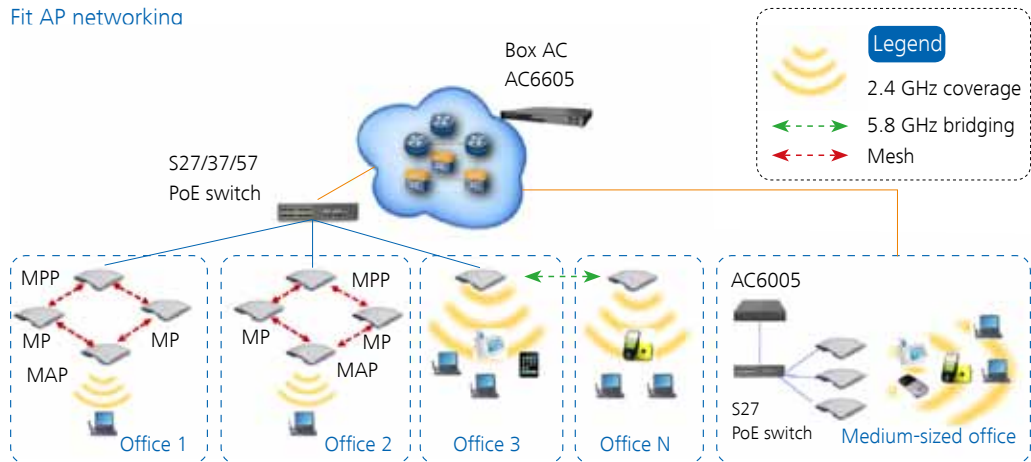 Fit AP networking
Box AC
AC6605
Legend
2.4 GHz coverage
5.8 GHz bridging
Mesh
S27/37/57
PoE switch
MPP
MP
MP
MAP
Office 1
MPP
MP
MP
MAP
Office 2
Office 3
Office N
AC6005
S27
PoE switch
Medium-sized office